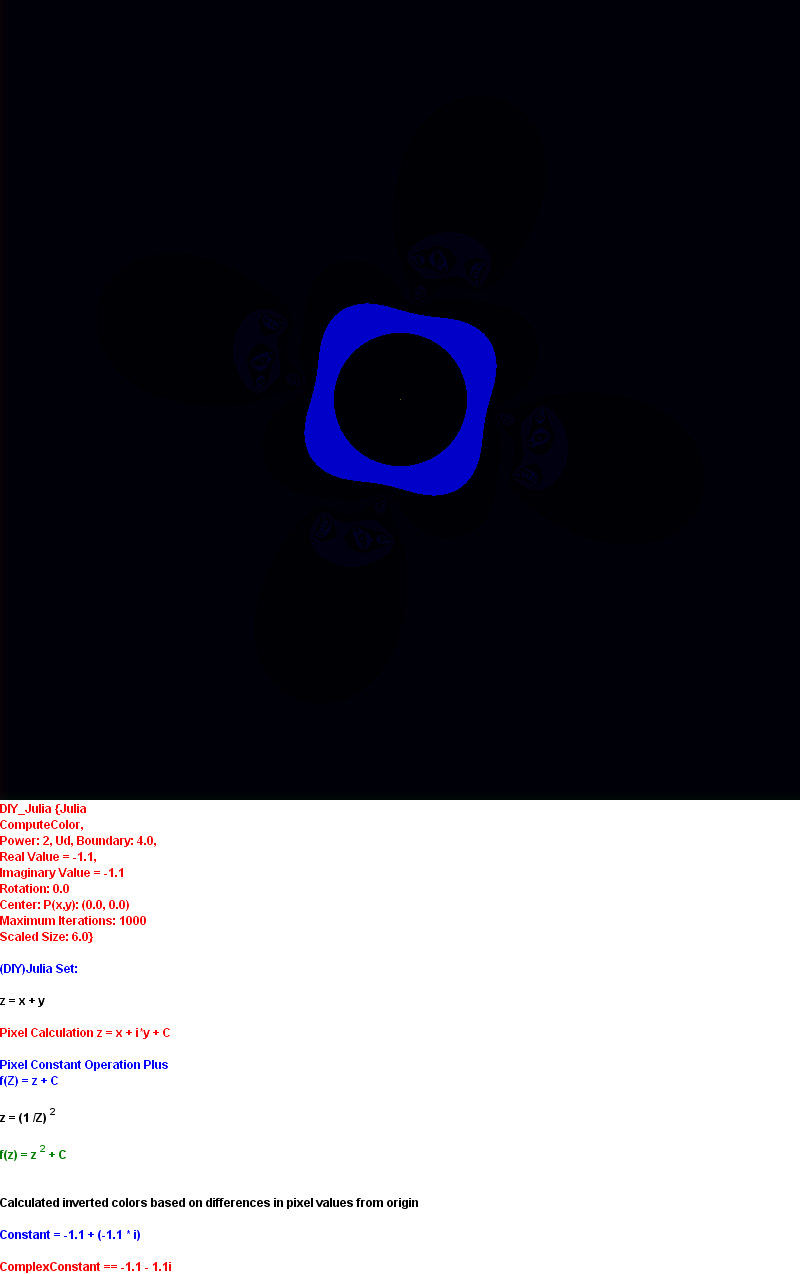 DIY_Julia {Julia
ComputeColor,
Power: 2, Ud, Boundary: 4.0,
Real Value = -1.1,
Imaginary Value = -1.1
Rotation: 0.0
Center: P(x,y): (0.0, 0.0)
Maximum Iterations: 1000
Scaled Size: 6.0}
(DIY)Julia Set:
z = x + y
Pixel Calculation z = x + i*y + C
Pixel Constant Operation Plus
f(Z) = z + C
z = (1 /Z) 2
f(z) = z 2 + C
Calculated inverted colors based on differences in pixel values from origin
Constant = -1.1 + (-1.1 * i)
ComplexConstant == -1.1 - 1.1i